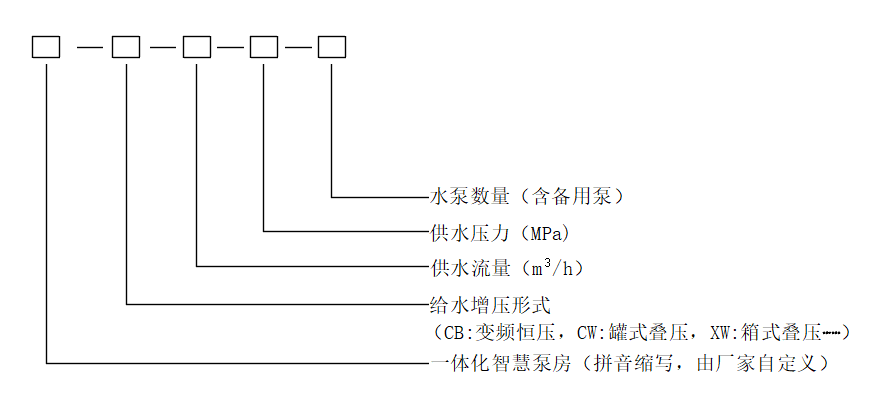 水泵数量（含备用泵）
供水压力（MPa)
供水流量（m³/h）
给水增压形式
（CB:变频恒压，CW:罐式叠压，XW:箱式叠压……）
一体化智慧泵房（拼音缩写，由厂家自定义）